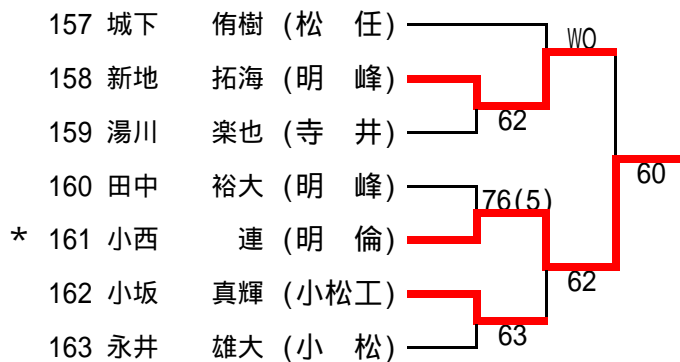 157 城下 侑樹 (松 任)
WO
158 新地 拓海 (明 峰)
62
159 湯川 楽也 (寺 井)
60
160 田中 裕大 (明 峰)
76(5)
* 161 小西 連 (明 倫)
62
162 小坂 真輝 (小松工)
63
163 永井 雄大 (小 松)